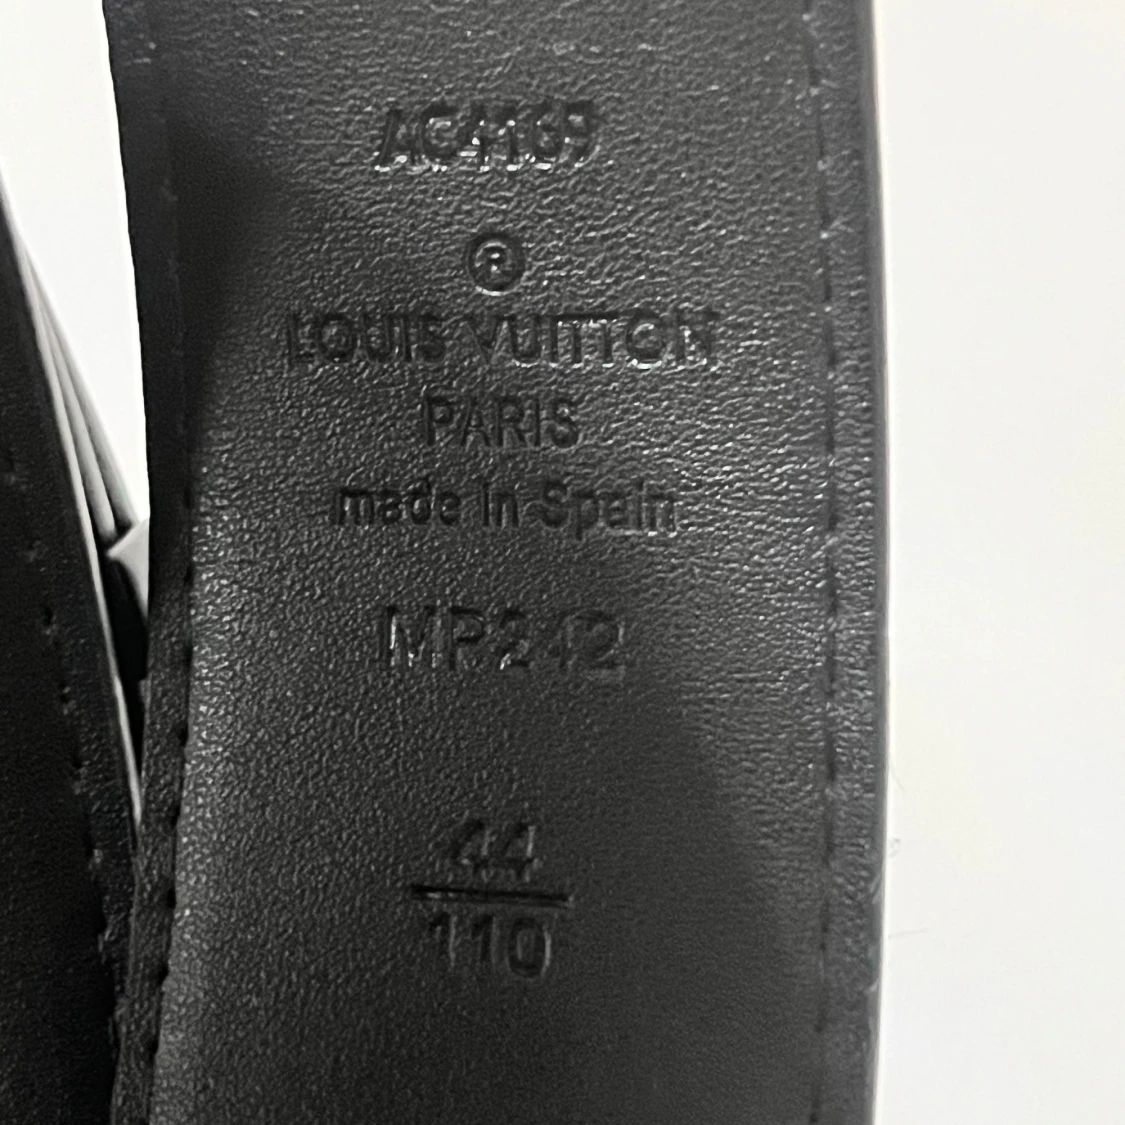 AC4169
®
LOUIS VUITTON
PARIS
made in Spain
MP242
44
110